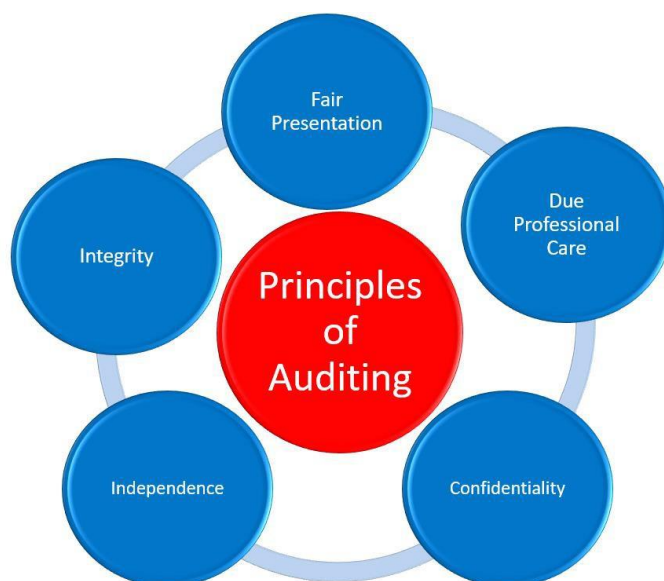 Fair
Presentation
Due
Professional
Care
Integrity
Principles
of
Auditing
Independence
Confidentiality